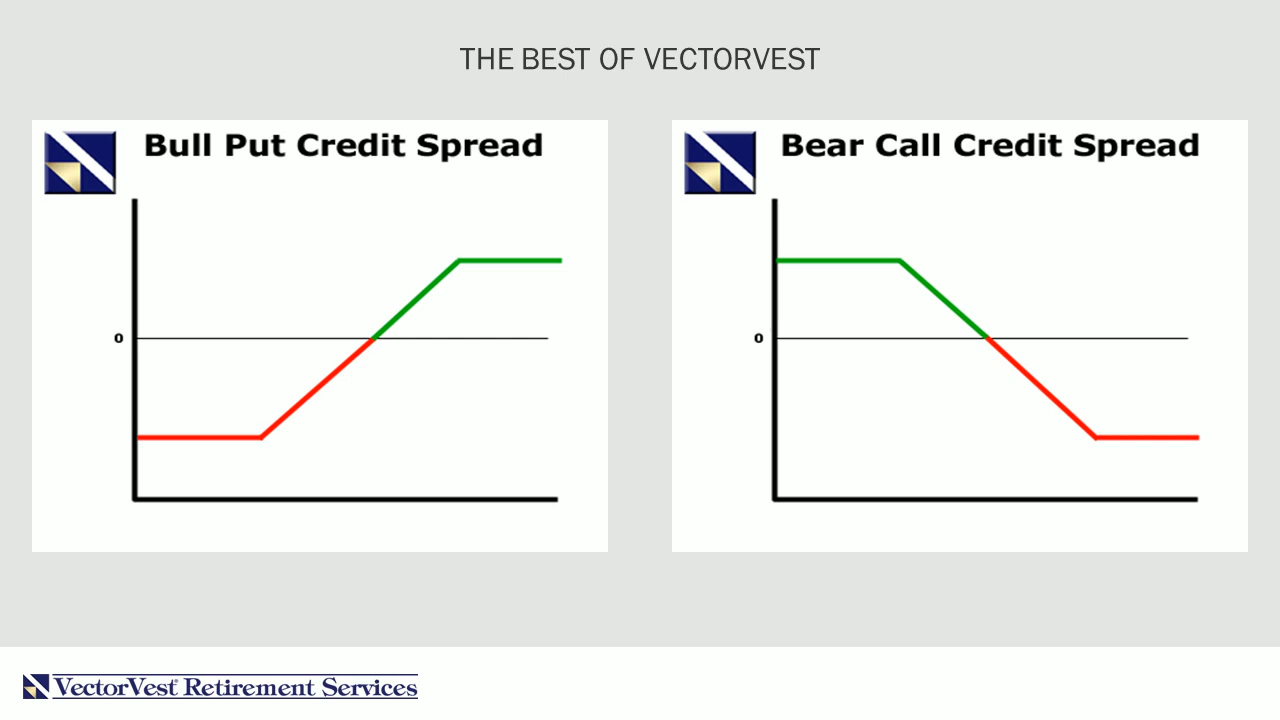 THE BEST OF VECTORVEST
Bull Put Credit Spread
0
Bear Call Credit Spread
0
VectorVest® Retirement Services